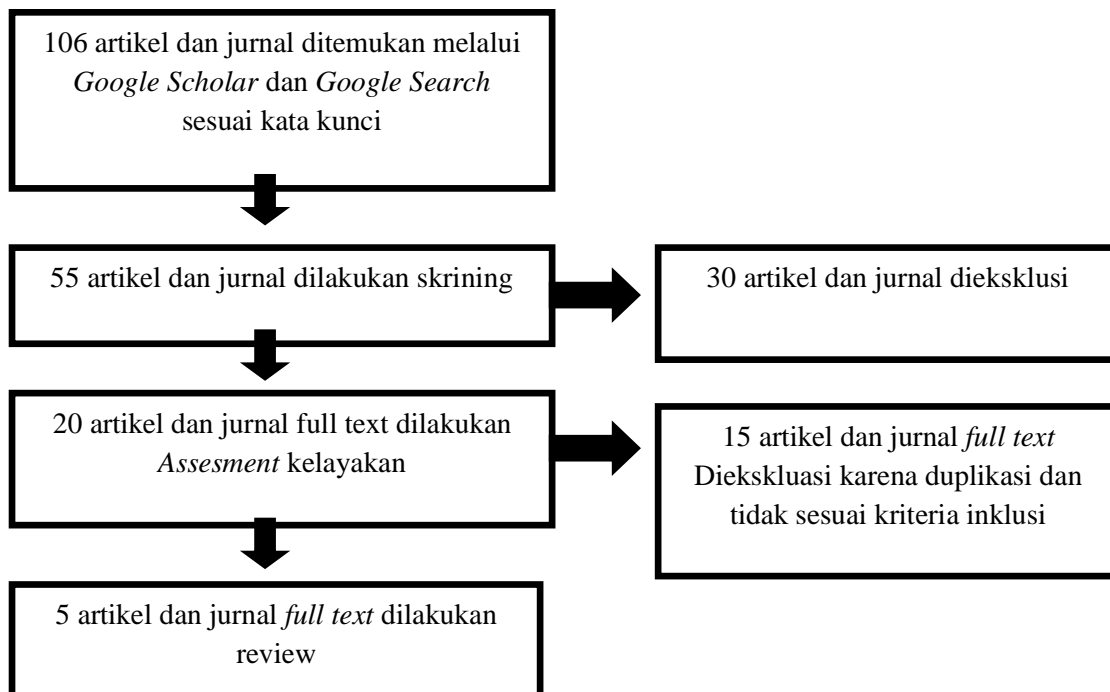 106 artikel dan jurnal ditemukan melalui
Google Scholar dan Google Search
sesuai kata kunci
55 artikel dan jurnal dilakukan skrining
30 artikel dan jurnal dieksklusi
20 artikel dan jurnal full text dilakukan
Assesment kelayakan
15 artikel dan jurnal full text
Diekskluasi karena duplikasi dan
tidak sesuai kriteria inklusi
5 artikel dan jurnal full text dilakukan
review